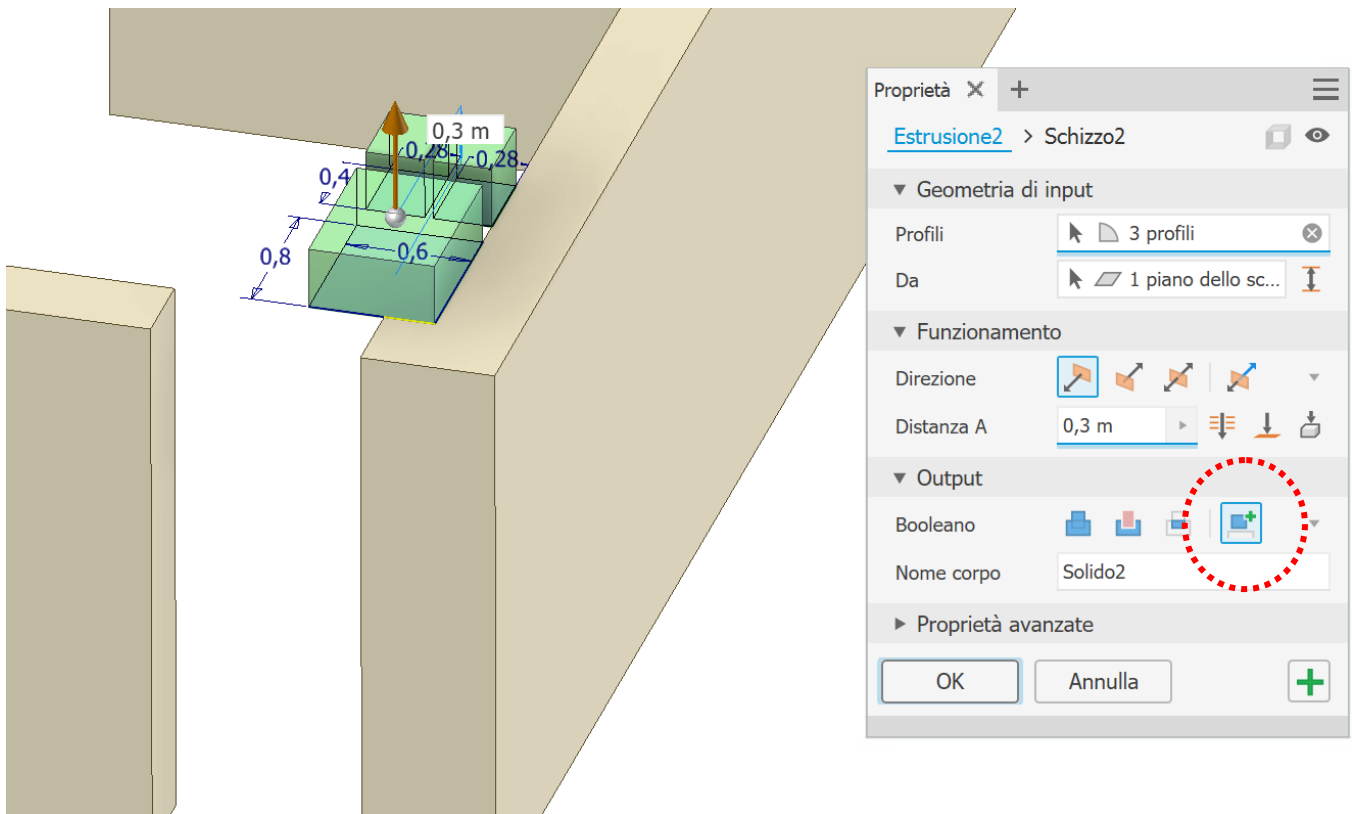 0,3 m
0,28
0,28
0,4
0,8
0,6
Proprietà
Estrusione2 > Schizzo2
Geometria di input
Profili 3 profili
Da 1 piano dello sc...
Funzionamento
Direzione
Distanza A 0,3 m
Output
Booleano
Nome corpo Solido2
Proprietà avanzate
OK Annulla